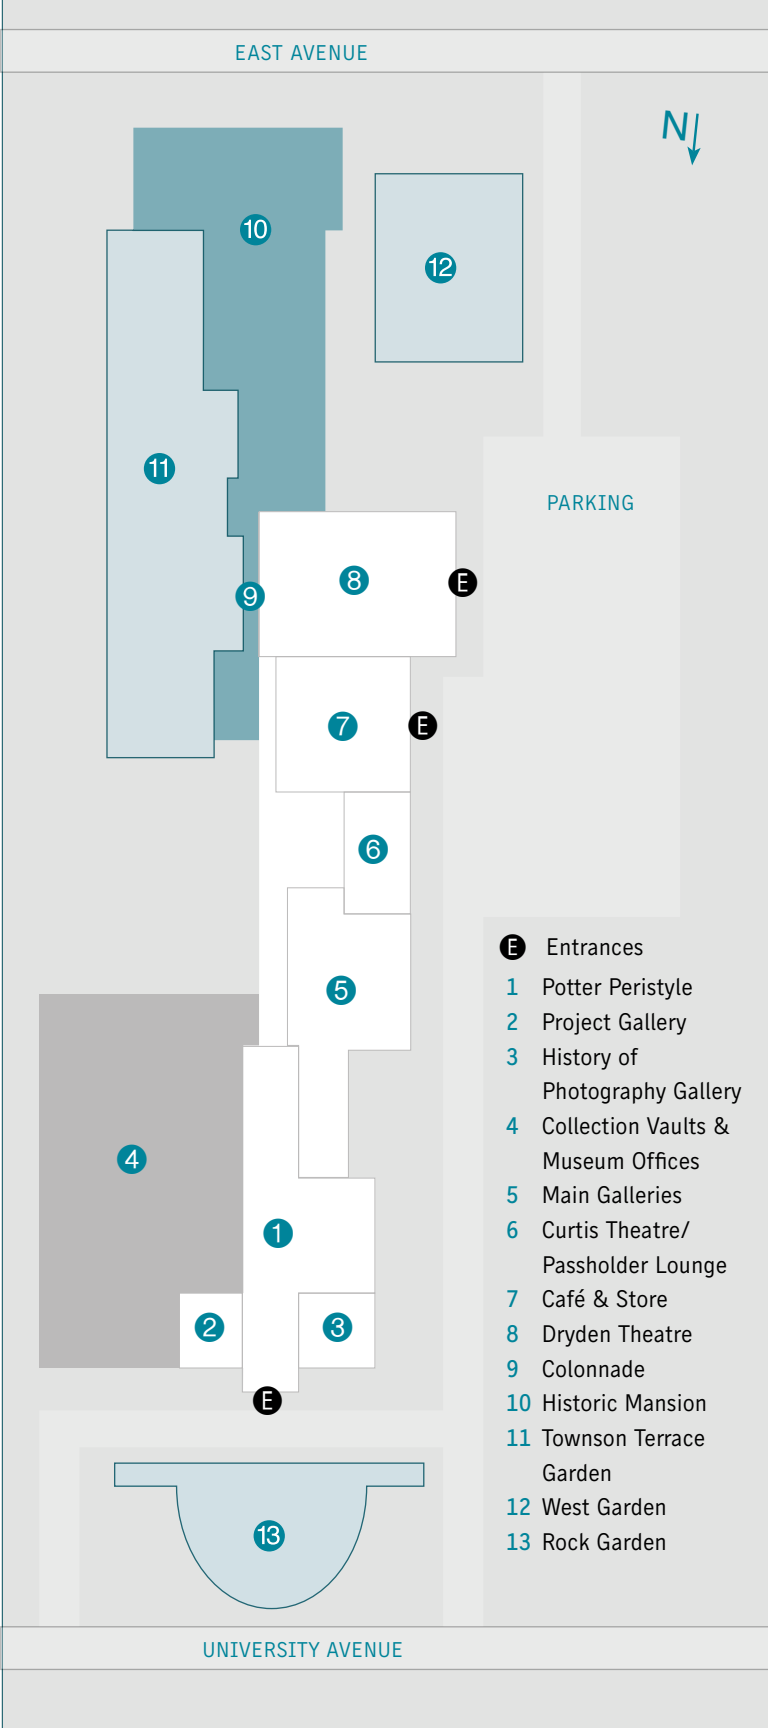 EAST AVENUE
N
10
12
11
PARKING
8
E
9
7
E
6
5
4
1
2
3
E
13
E Entrances
1 Potter Peristyle
2 Project Gallery
3 History of
Photography Gallery
4 Collection Vaults &
Museum Offices
5 Main Galleries
6 Curtis Theatre/
Passholder Lounge
7 Café & Store
8 Dryden Theatre
9 Colonnade
10 Historic Mansion
11 Townson Terrace
Garden
12 West Garden
13 Rock Garden
UNIVERSITY AVENUE